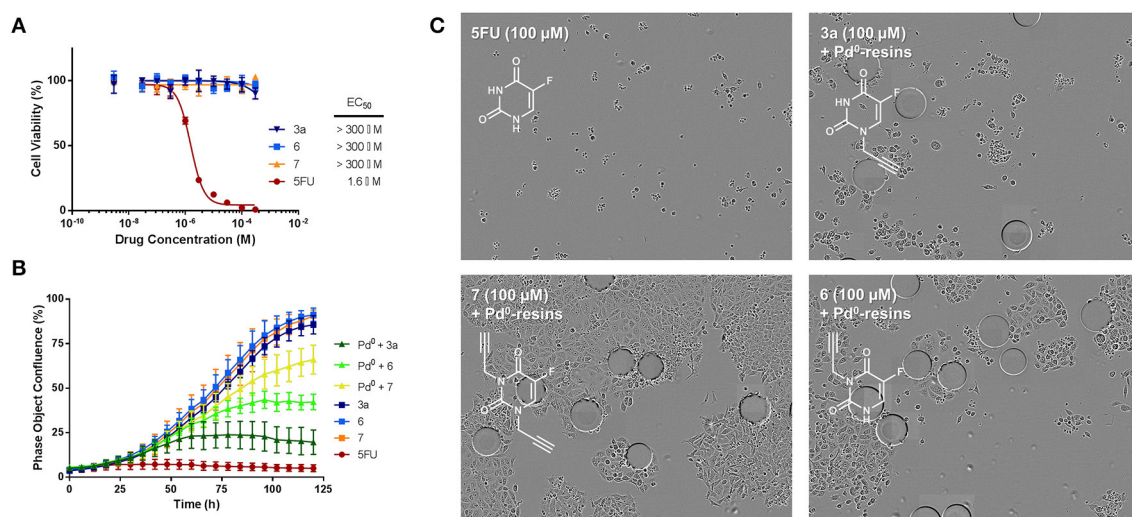 A
Cell Viability (%)
100
50
0
10-10
10-8
10-6
10-4
10-2
Drug Concentration (M)
EC50
3a > 300 M
6 > 300 M
7 > 300 M
5FU 1.6 M
B
Phase Object Confluence (%)
100
75
50
25
0
0 25 50 75 100 125
Time (h)
Pd0 + 3a
Pd0 + 6
Pd0 + 7
3a
6
7
5FU
C
5FU (100 µM)
O
F
HN
O
N
H
3a (100 µM)
+ Pd0-resins
O
F
HN
O
N
7 (100 µM)
+ Pd0-resins
O
F
N
O
N
6 (100 µM)
+ Pd0-resins
O
F
N
O